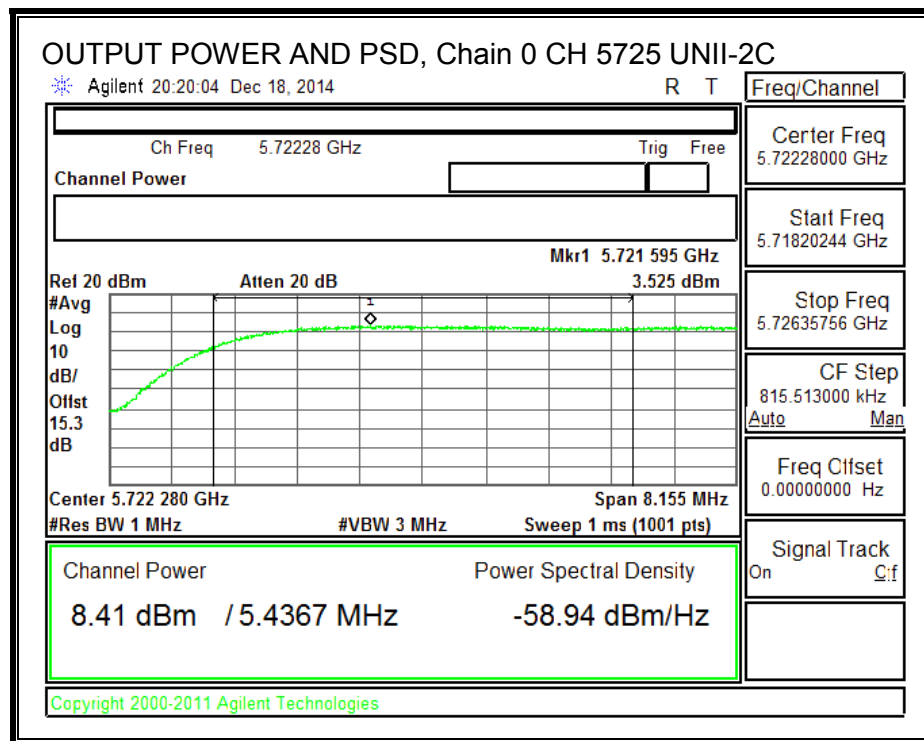 OUTPUT POWER AND PSD, Chain 0 CH 5725 UNII-2C
Agilent 20:20:04 Dec 18, 2014 R T
Freq/Channel
Ch Freq 5.72228 GHz Trig Free
Channel Power
Center Freq
5.72228000 GHz
Start Freq
5.71820244 GHz
Stop Freq
5.72635756 GHz
CF Step
815.513000 kHz
Auto Man
Freq Offset
0.00000000 Hz
Signal Track
On Off
Mkr1 5.721 595 GHz
Ref 20 dBm Atten 20 dB 3.525 dBm
#Avg
Log
10
dB/
Offst
15.3
dB
1
Center 5.722 280 GHz Span 8.155 MHz
#Res BW 1 MHz #VBW 3 MHz Sweep 1 ms (1001 pts)
Channel Power Power Spectral Density
8.41 dBm / 5.4367 MHz -58.94 dBm/Hz
Copyright 2000-2011 Agilent Technologies